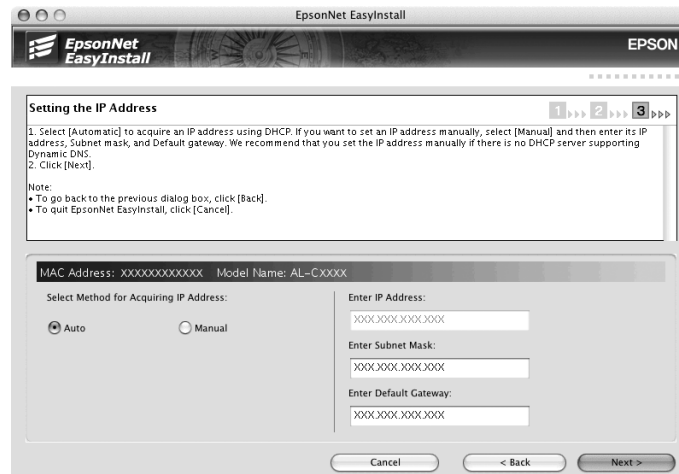 EpsonNet EasyInstall
EpsonNet
EasyInstall
EPSON
Setting the IP Address
1 2 3
1. Select [Automatic] to acquire an IP address using DHCP. If you want to set an IP address manually, select [Manual] and then enter its IP
address, Subnet mask, and Default gateway. We recommend that you set the IP address manually if there is no DHCP server supporting
Dynamic DNS.
2. Click [Next].
Note:
• To go back to the previous dialog box, click [Back].
• To quit EpsonNet EasyInstall, click [Cancel].
MAC Address: XXXXXXXXXXXX Model Name: AL-CXXXX
Select Method for Acquiring IP Address:
Auto Manual
Enter IP Address:
XXX.XXX.XXX.XXX
Enter Subnet Mask:
XXX.XXX.XXX.XXX
Enter Default Gateway:
XXX.XXX.XXX.XXX
Cancel < Back Next >